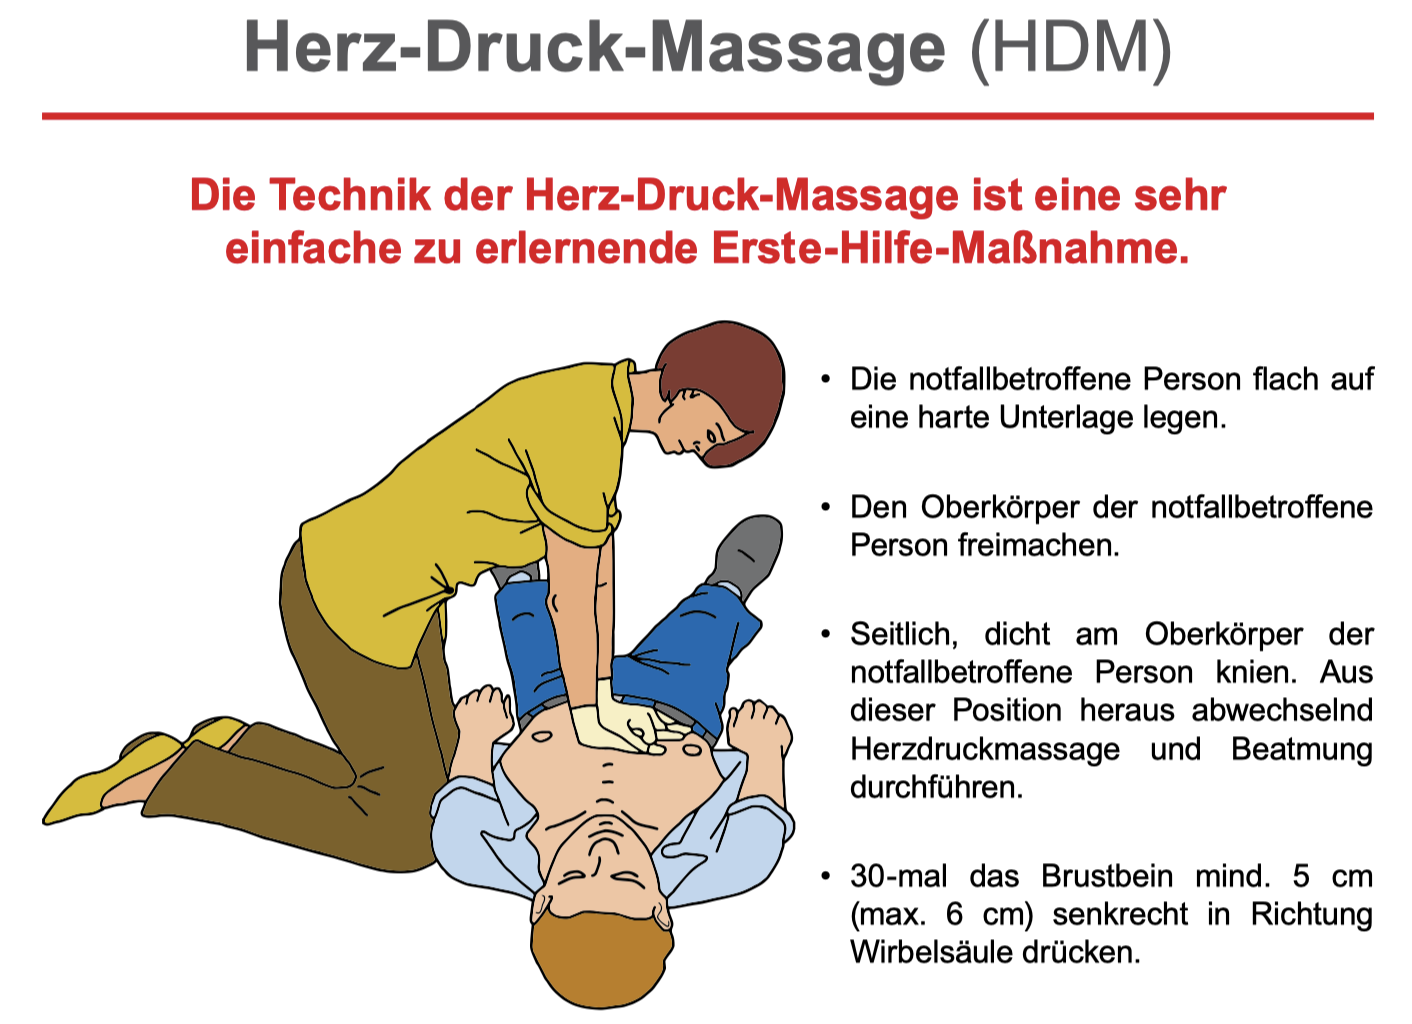 Herz-Druck-Massage (HDM)
Die Technik der Herz-Druck-Massage ist eine sehr
einfache zu erlernende Erste-Hilfe-Maßnahme.
• Die notfallbetroffene Person flach auf
eine harte Unterlage legen.
• Den Oberkörper der notfallbetroffene
Person freimachen.
• Seitlich, dicht am Oberkörper der
notfallbetroffene Person knien. Aus
dieser Position heraus abwechselnd
Herzdruckmassage und Beatmung
durchführen.
• 30-mal das Brustbein mind. 5 cm
(max. 6 cm) senkrecht in Richtung
Wirbelsäule drücken.